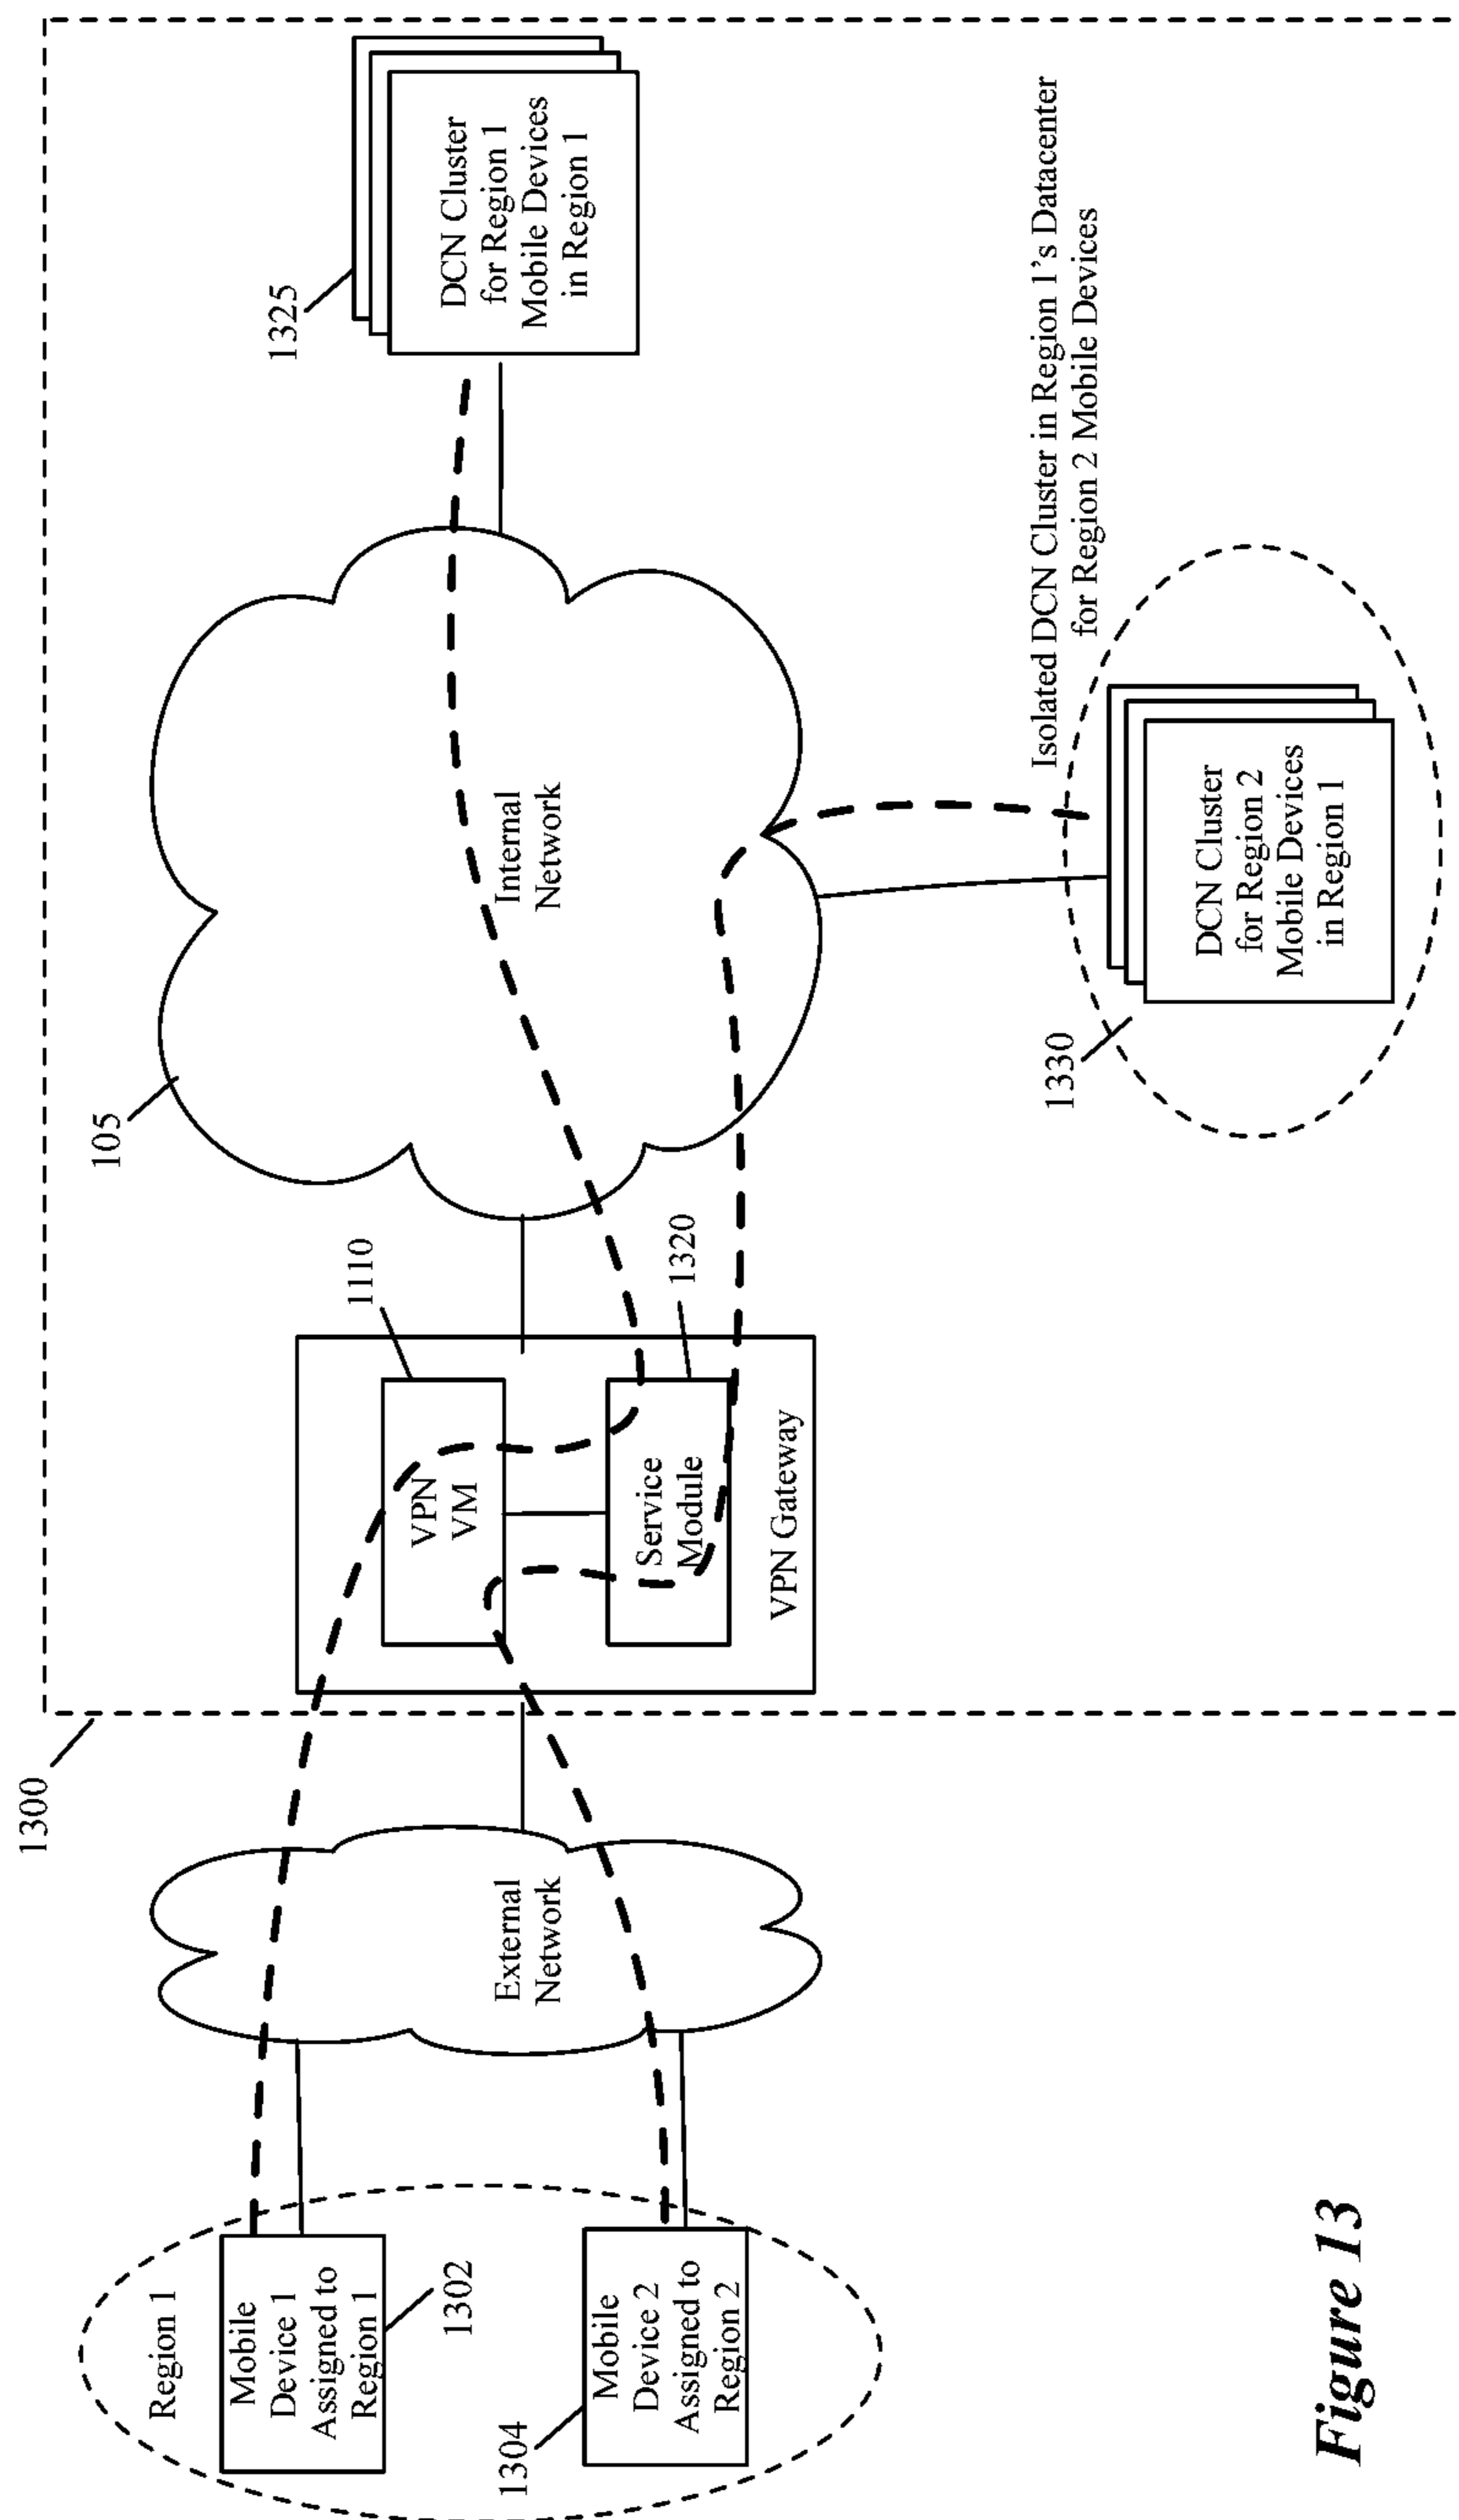 1300
Region 1
Mobile
Device 1
Assigned to
Region 1
1302
1304
Mobile
Device 2
Assigned to
Region 2
External
Network
VPN
VM
1110
Service
Module
1320
VPN Gateway
105
Internal
Network
1325
DCN Cluster
for Region 1
Mobile Devices
in Region 1
Isolated DCN Cluster in Region 1's Datacenter
for Region 2 Mobile Devices
1330
DCN Cluster
for Region 2
Mobile Devices
in Region 1
Figure 13